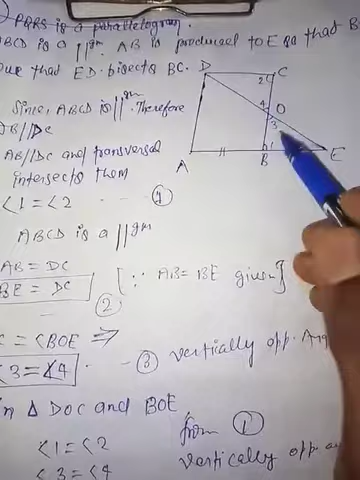 PQRS is a parallelogram.
ABCD is a ||gm. AB is produced to E so that B
that ED bisects BC.
Since, ABCD is ||gm. Therefore
AB//DC
AB//DC and transversal
intersects them
<1 = <2 — ①
ABCD is a ||gm
AB = DC
BE = DC [∵ AB = BE given]
②
= <BOE ⇒
<3 = <4 - - ③ vertically opp. Ang
In Δ DOC and BOE
<1 = <2 from ①
<3 = <4 vertically opp. an
D C
2
4 O
3
1
A B E